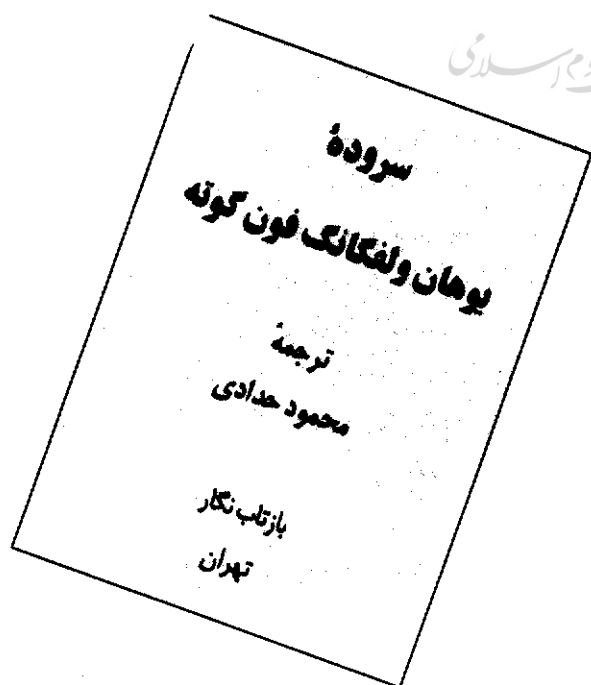 سرودهٔ
یوهان ولفگانگ فون گوته
ترجمهٔ
محمود حدادی
بازتاب نگار
تهران